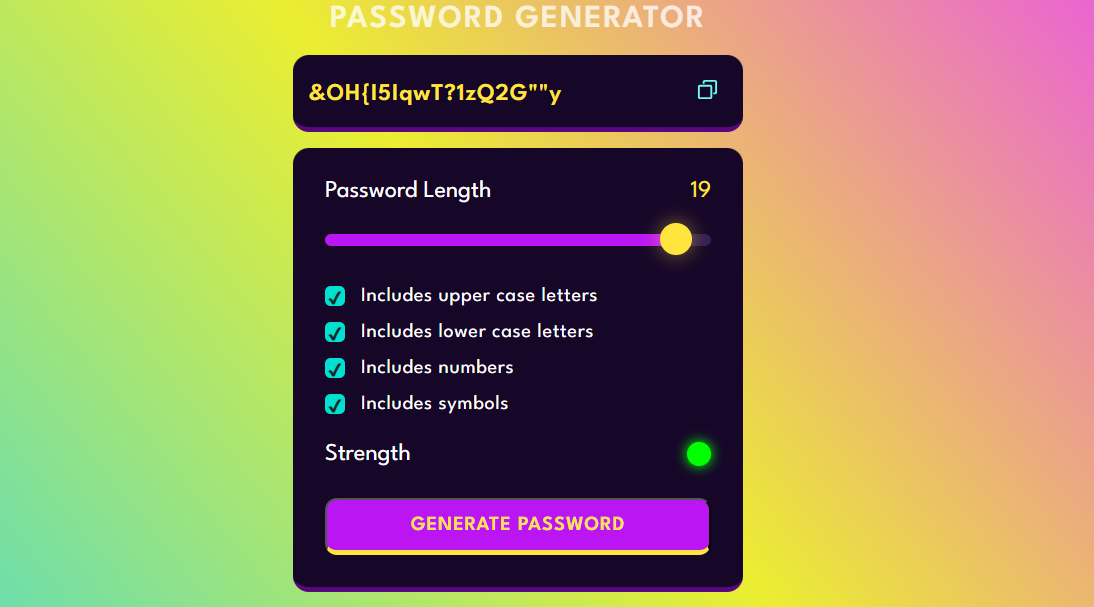 PASSWORD GENERATOR
&OH{I5IqwT?1zQ2G""y
Password Length 19
Includes upper case letters
Includes lower case letters
Includes numbers
Includes symbols
Strength
GENERATE PASSWORD